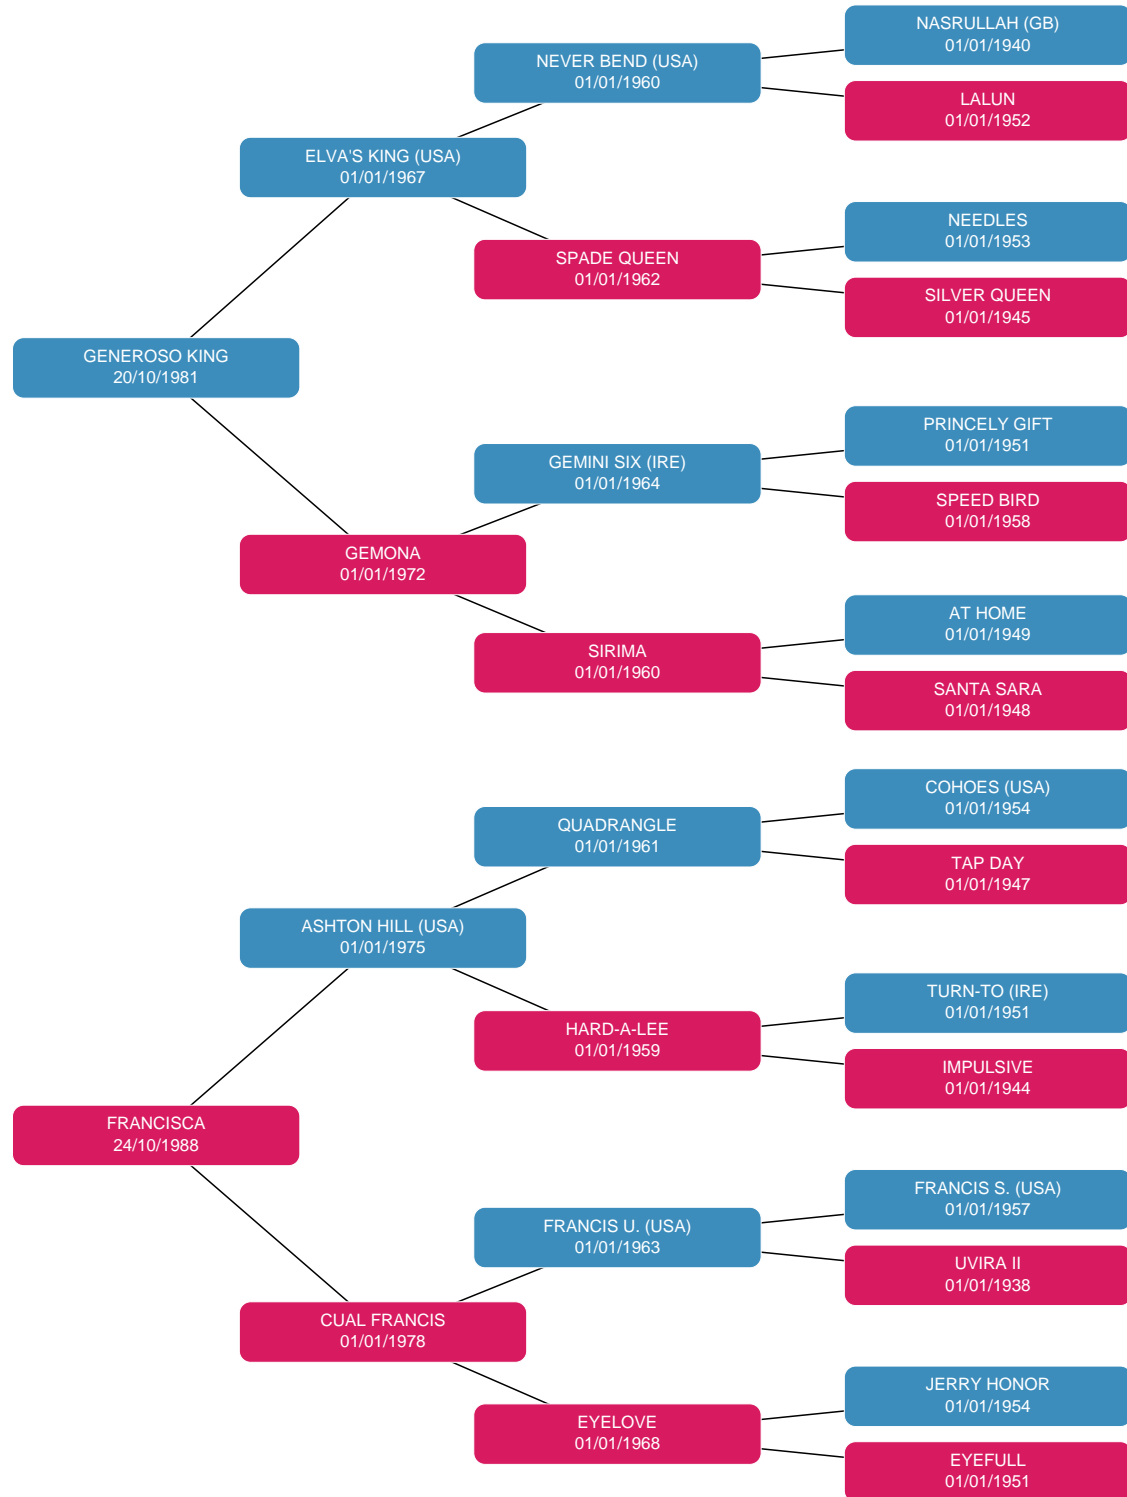 NASRULLAH (GB)
01/01/1940
NEVER BEND (USA)
01/01/1960
LALUN
01/01/1952
ELVA'S KING (USA)
01/01/1967
NEEDLES
01/01/1953
SPADE QUEEN
01/01/1962
SILVER QUEEN
01/01/1945
GENEROSO KING
20/10/1981
PRINCELY GIFT
01/01/1951
GEMINI SIX (IRE)
01/01/1964
SPEED BIRD
01/01/1958
GEMONA
01/01/1972
AT HOME
01/01/1949
SIRIMA
01/01/1960
SANTA SARA
01/01/1948
COHOES (USA)
01/01/1954
QUADRANGLE
01/01/1961
TAP DAY
01/01/1947
ASHTON HILL (USA)
01/01/1975
TURN-TO (IRE)
01/01/1951
HARD-A-LEE
01/01/1959
IMPULSIVE
01/01/1944
FRANCISCA
24/10/1988
FRANCIS S. (USA)
01/01/1957
FRANCIS U. (USA)
01/01/1963
UVIRA II
01/01/1938
CUAL FRANCIS
01/01/1978
JERRY HONOR
01/01/1954
EYELOVE
01/01/1968
EYEFULL
01/01/1951